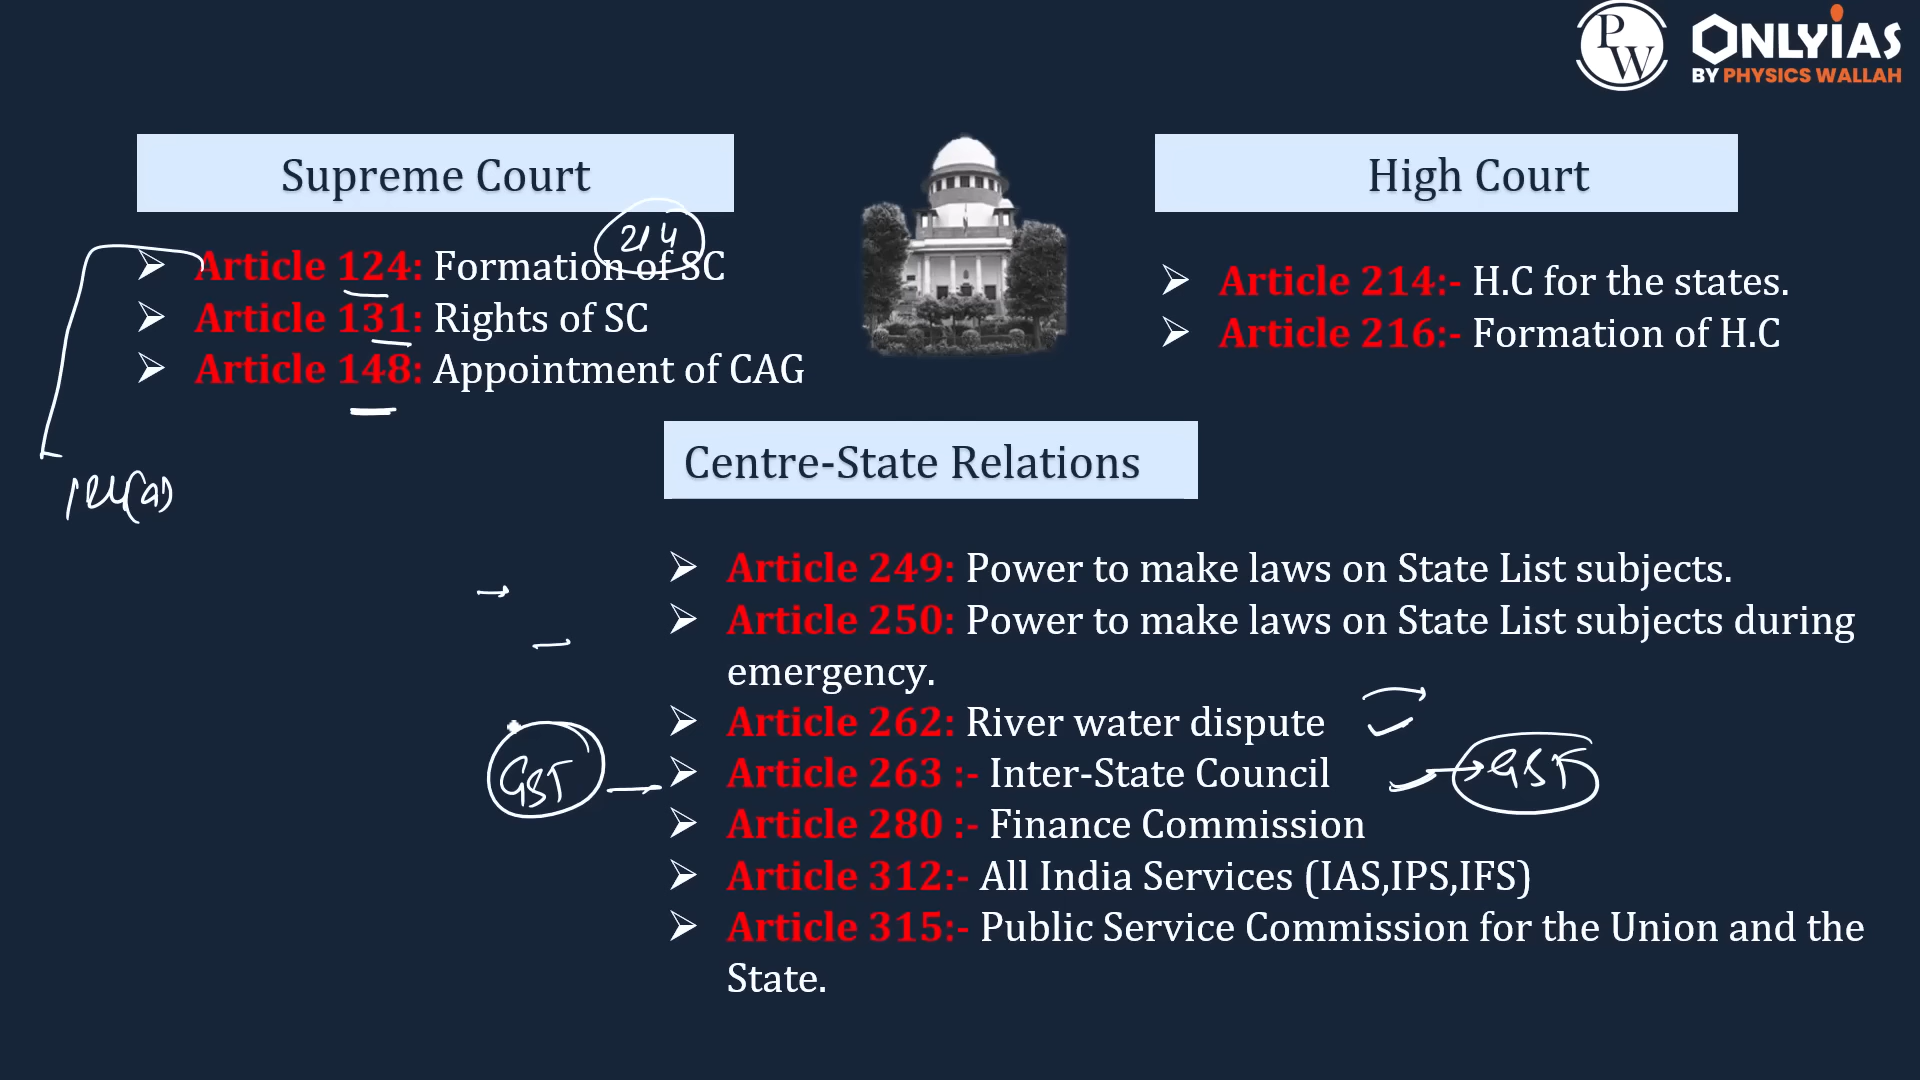 PW
ONLYiAS
BY PHYSICS WALLAH
Supreme Court
214
Article 124: Formation of SC
Article 131: Rights of SC
Article 148: Appointment of CAG
High Court
Article 214:- H.C for the states.
Article 216:- Formation of H.C
Centre-State Relations
Article 249: Power to make laws on State List subjects.
Article 250: Power to make laws on State List subjects during
emergency.
Article 262: River water dispute
GST
Article 263 :- Inter-State Council
GST
Article 280 :- Finance Commission
Article 312:- All India Services (IAS,IPS,IFS)
Article 315:- Public Service Commission for the Union and the
State.